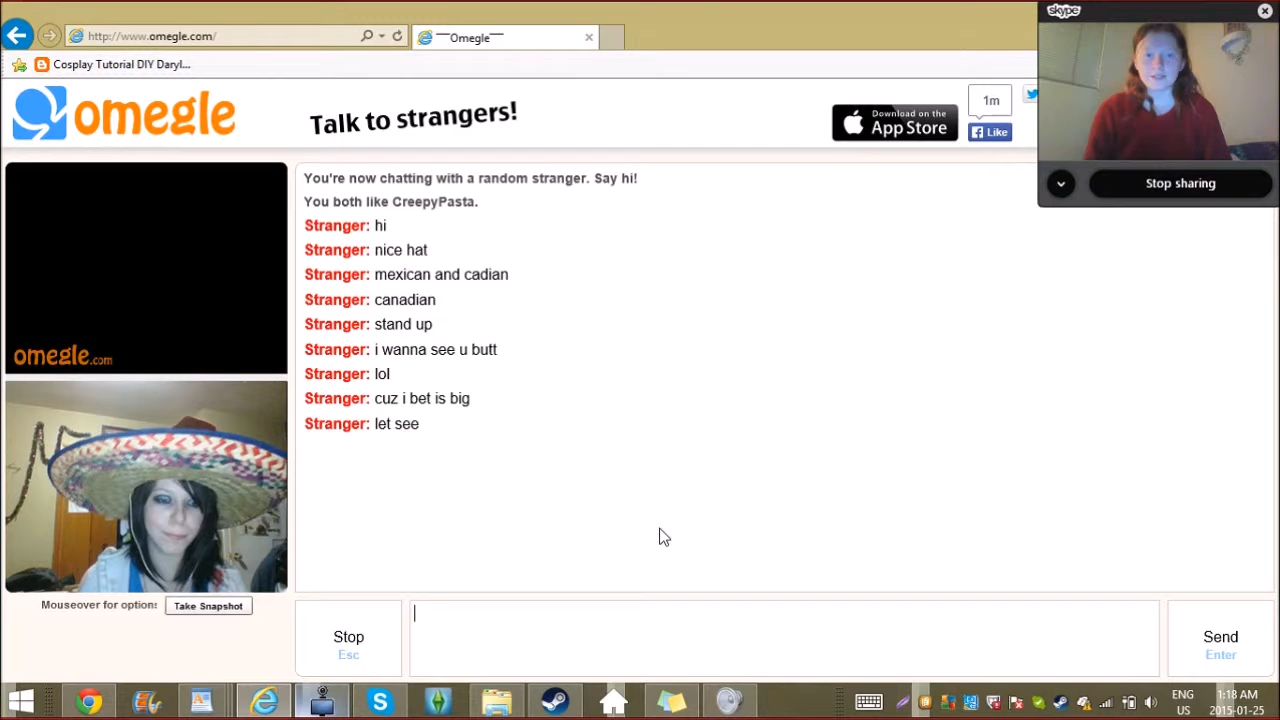 skype
http://www.omegle.com/
Omegle
Cosplay Tutorial DIY Daryl...
omegle
Talk to strangers!
Download on the
App Store
1m
Like
Stop sharing
You're now chatting with a random stranger. Say hi!
You both like CreepyPasta.
Stranger: hi
Stranger: nice hat
Stranger: mexican and cadian
Stranger: canadian
Stranger: stand up
Stranger: i wanna see u butt
Stranger: lol
Stranger: cuz i bet is big
Stranger: let see
omegle.com
Mouseover for options
Take Snapshot
Stop
Esc
Send
Enter
ENG
US
1:18 AM
2015-01-25